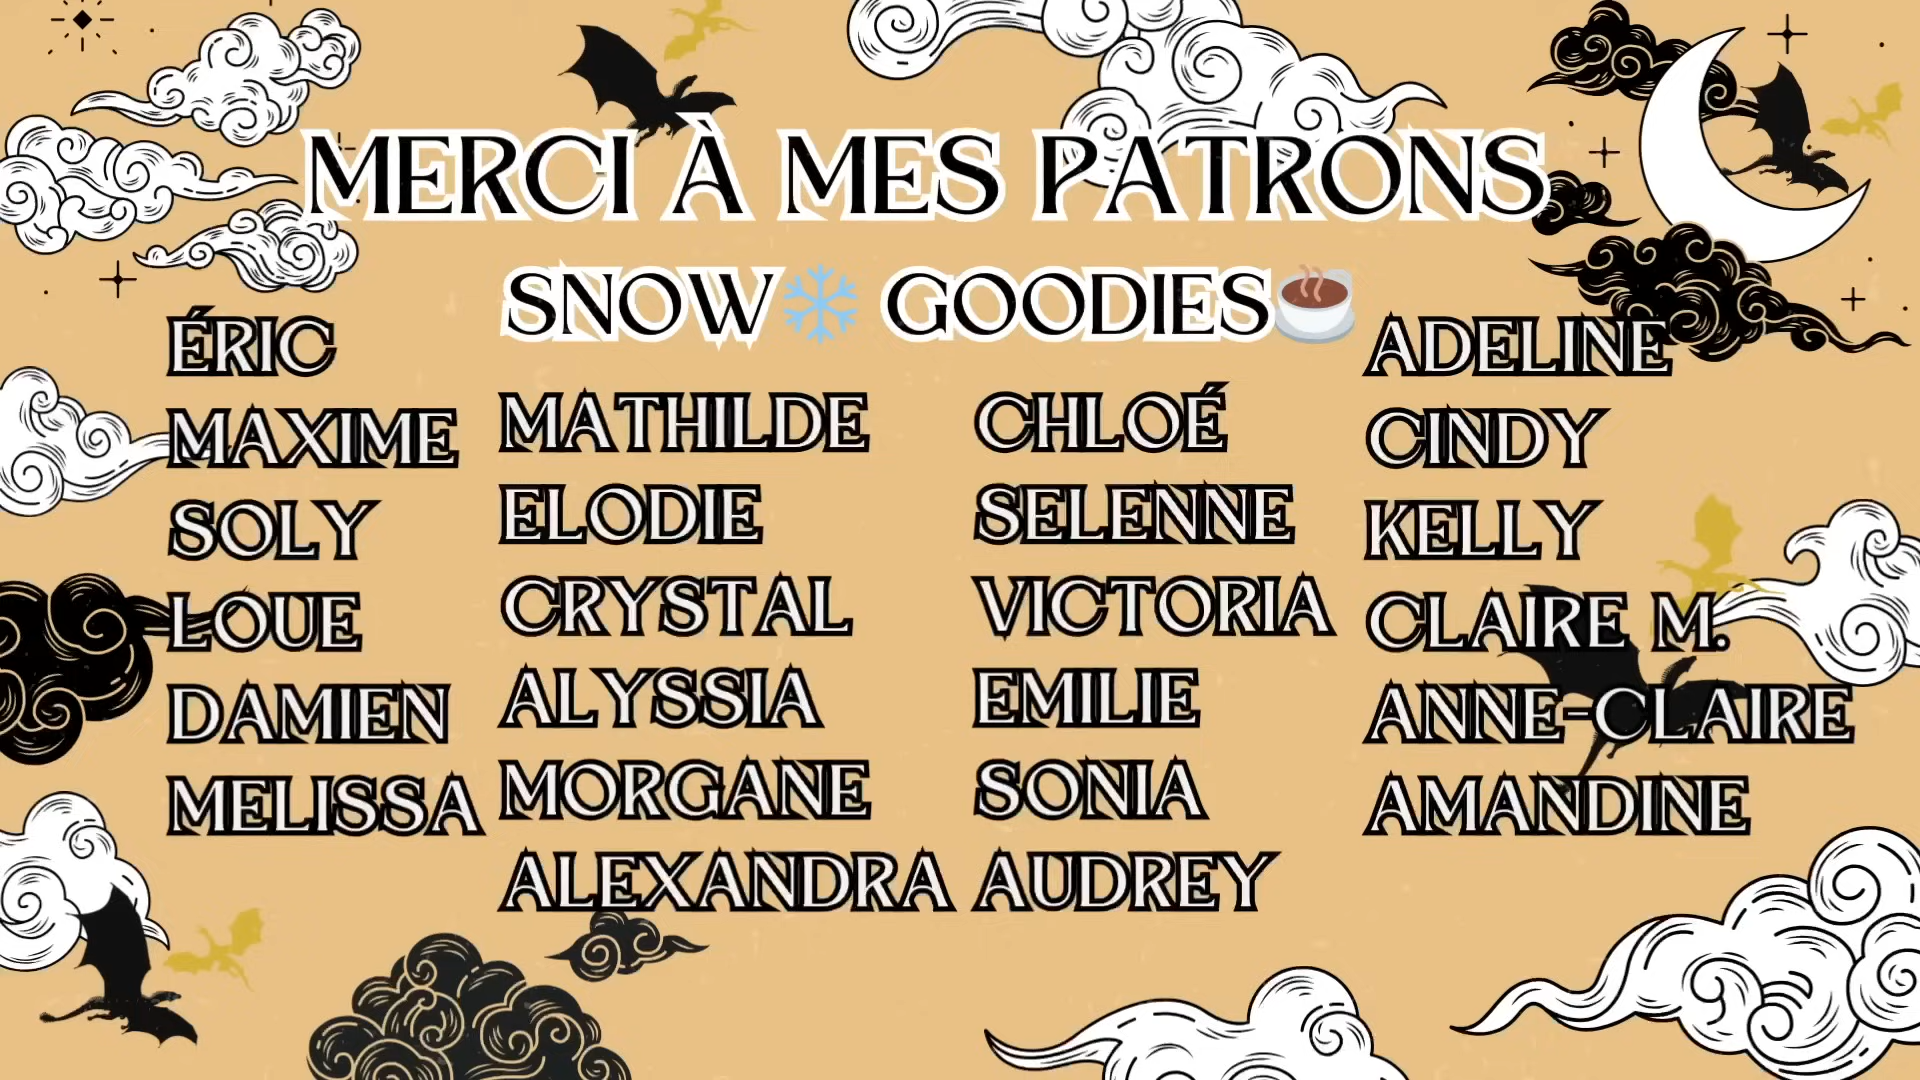 MERCI À MES PATRONS
SNOW❄️ GOODIES☕
ÉRIC
MAXIME
SOLY
LOUE
DAMIEN
MELISSA
MATHILDE
ELODIE
CRYSTAL
ALYSSIA
MORGANE
ALEXANDRA
CHLOÉ
SELENNE
VICTORIA
EMILIE
SONIA
AUDREY
ADELINE
CINDY
KELLY
CLAIRE M.
ANNE-CLAIRE
AMANDINE